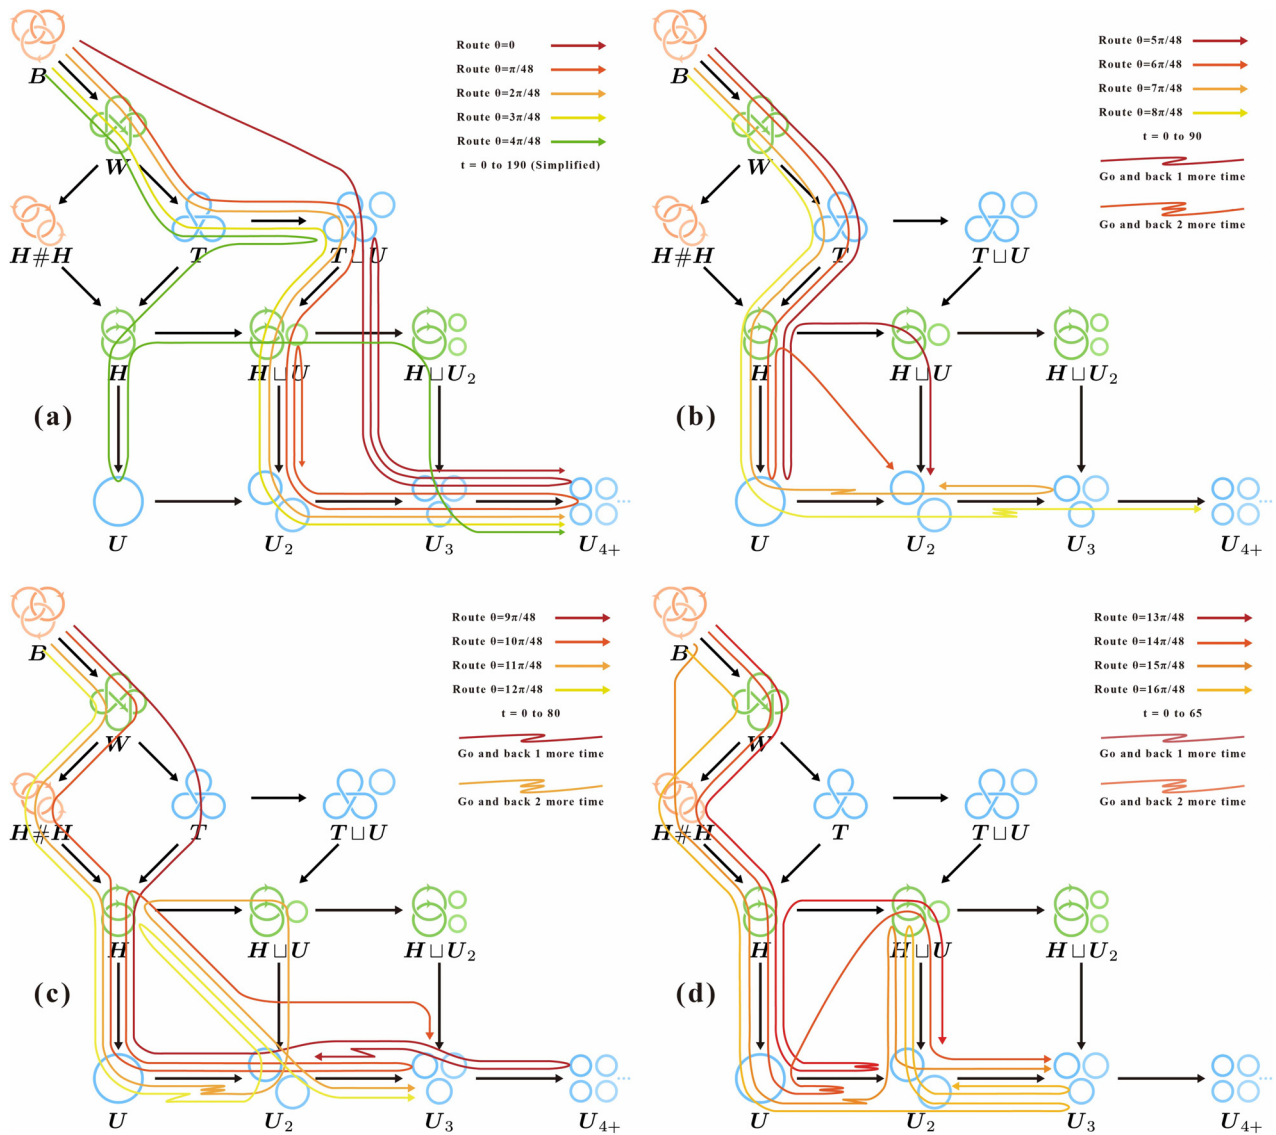 Route θ=0
Route θ=π/48
Route θ=2π/48
Route θ=3π/48
Route θ=4π/48
t = 0 to 190 (Simplified)
B
W
H#H
T
T⊔U
H
H⊔U
H⊔U₂
(a)
U
U₂
U₃
U₄₊
Route θ=5π/48
Route θ=6π/48
Route θ=7π/48
Route θ=8π/48
t = 0 to 90
Go and back 1 more time
Go and back 2 more time
B
W
H#H
T
T⊔U
H
H⊔U
H⊔U₂
(b)
U
U₂
U₃
U₄₊
Route θ=9π/48
Route θ=10π/48
Route θ=11π/48
Route θ=12π/48
t = 0 to 80
Go and back 1 more time
Go and back 2 more time
B
W
H#H
T
T⊔U
H
H⊔U
H⊔U₂
(c)
U
U₂
U₃
U₄₊
Route θ=13π/48
Route θ=14π/48
Route θ=15π/48
Route θ=16π/48
t = 0 to 65
Go and back 1 more time
Go and back 2 more time
B
W
H#H
T
T⊔U
H
H⊔U
H⊔U₂
(d)
U
U₂
U₃
U₄₊